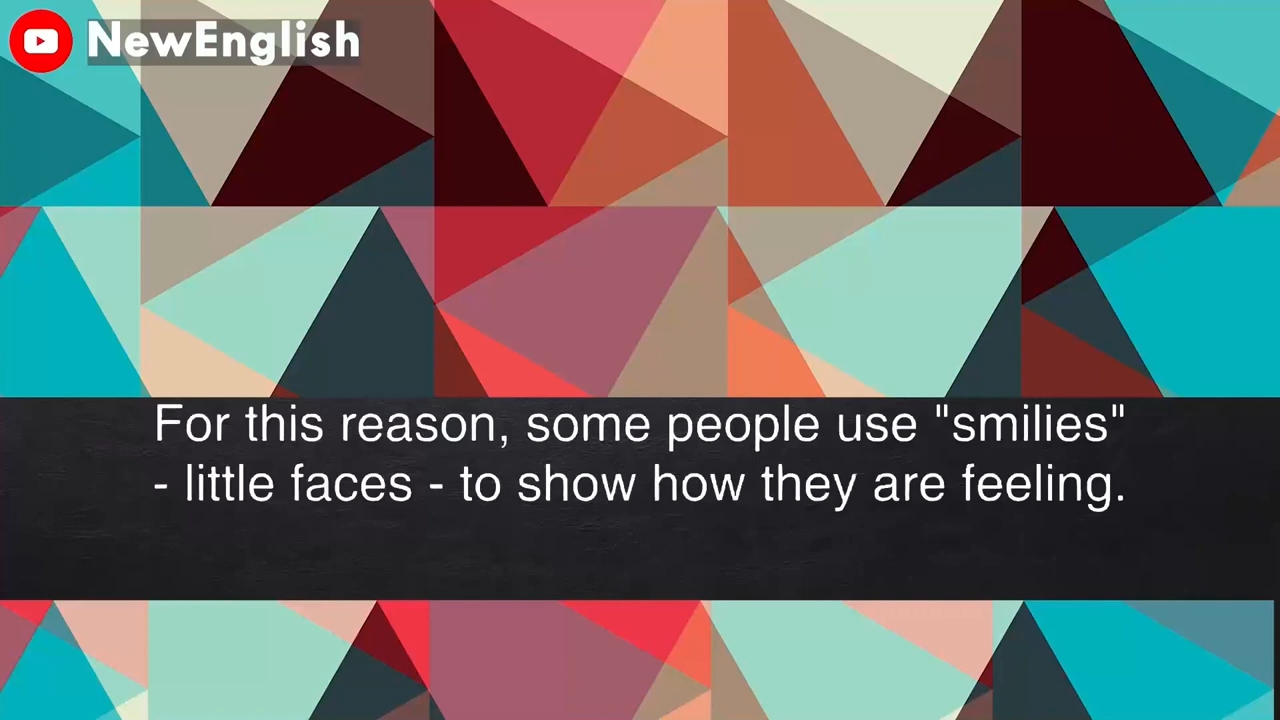 NewEnglish
For this reason, some people use "smilies"
- little faces - to show how they are feeling.